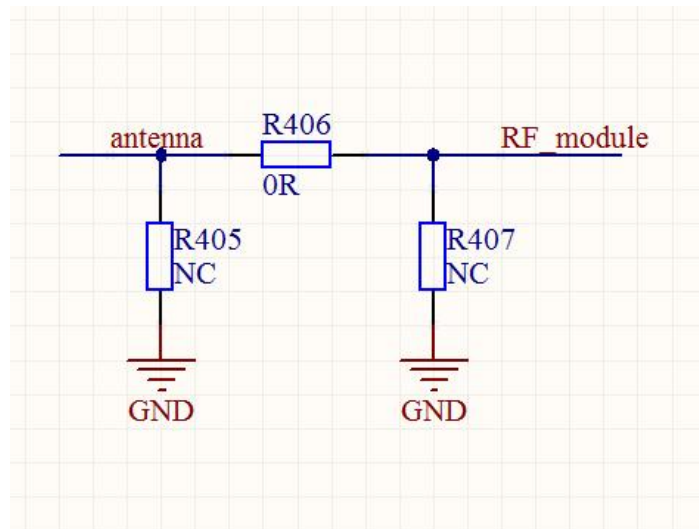 R406
antenna
RF_module
0R
R405
NC
R407
NC
GND
GND